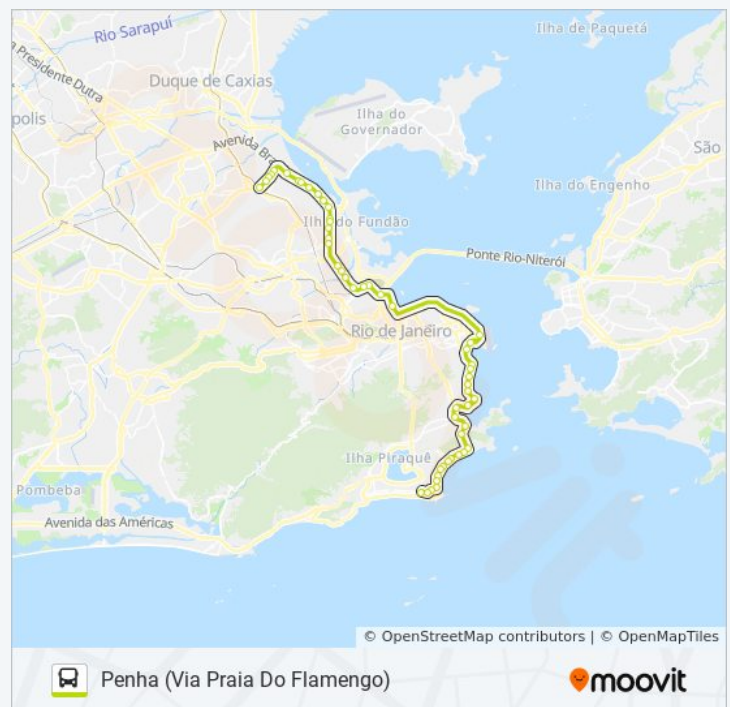 Rio Sarapuí
Ilha de Paquetá
m Presidente Dutra
Duque de Caxias
polis
Ilha do
Governador
Avenida Bra
São
Ilha do Engenho
Ilha do Fundão
Ponte Rio-Niterói
Rio de Janeiro
Ilha Piraquê
Pombeba
Avenida das Américas
© OpenStreetMap contributors | © OpenMapTiles
Penha (Via Praia Do Flamengo)
moovit